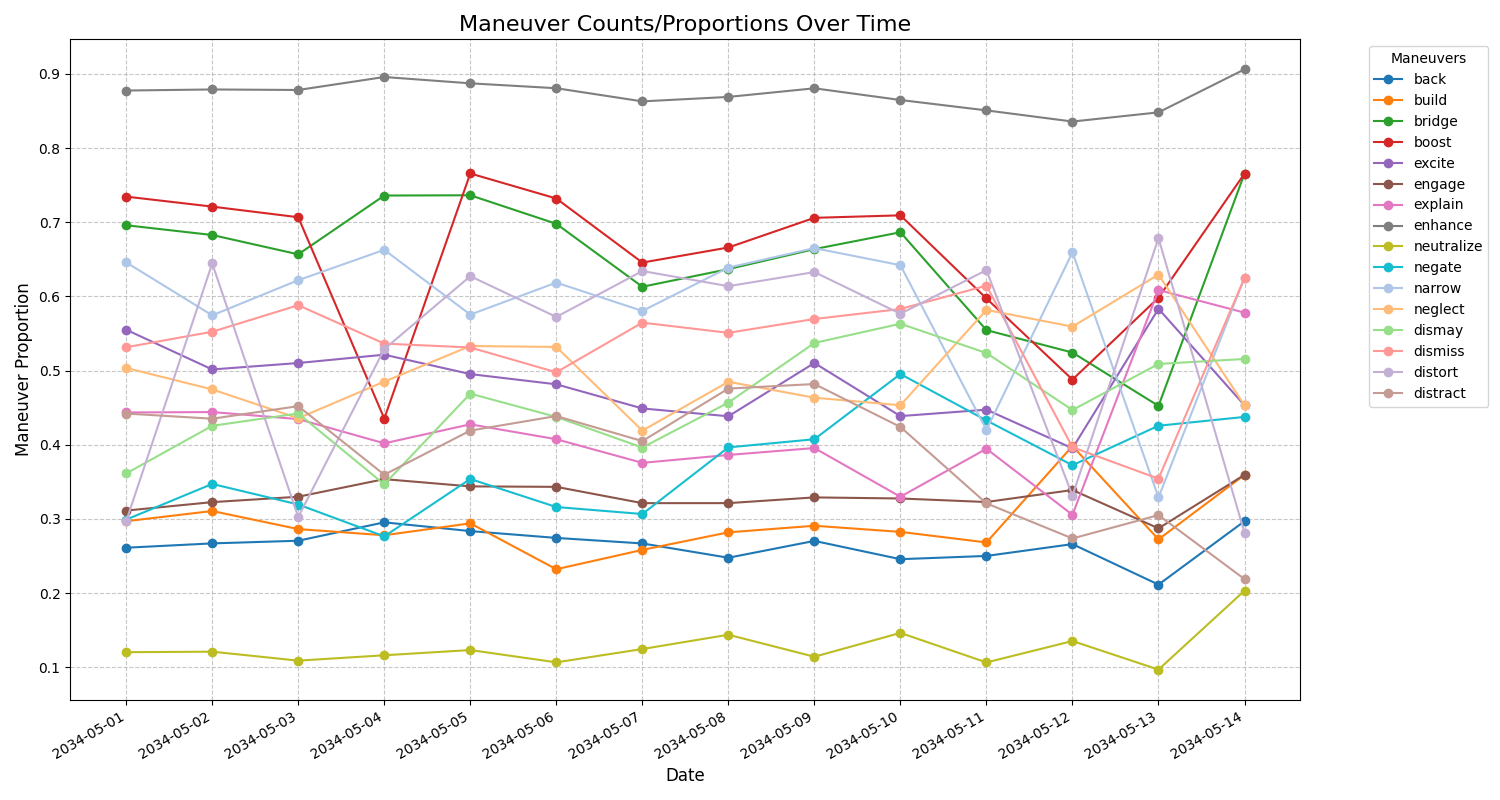 Maneuver Counts/Proportions Over Time
Maneuver Proportion
0.9
0.8
0.7
0.6
0.5
0.4
0.3
0.2
0.1
2034-05-01
2034-05-02
2034-05-03
2034-05-04
2034-05-05
2034-05-06
2034-05-07
2034-05-08
2034-05-09
2034-05-10
2034-05-11
2034-05-12
2034-05-13
2034-05-14
Date
Maneuvers
back
build
bridge
boost
excite
engage
explain
enhance
neutralize
negate
narrow
neglect
dismay
dismiss
distort
distract